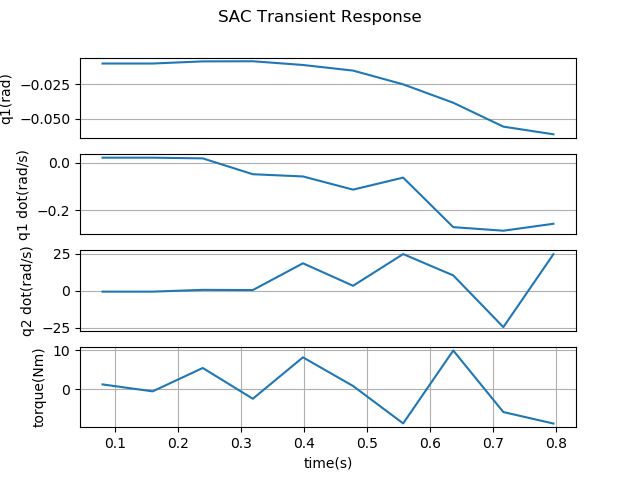 SAC Transient Response
q1(rad)
−0.025
−0.050
q1 dot(rad/s)
0.0
−0.2
q2 dot(rad/s)
25
0
−25
torque(Nm)
10
0
0.1 0.2 0.3 0.4 0.5 0.6 0.7 0.8
time(s)